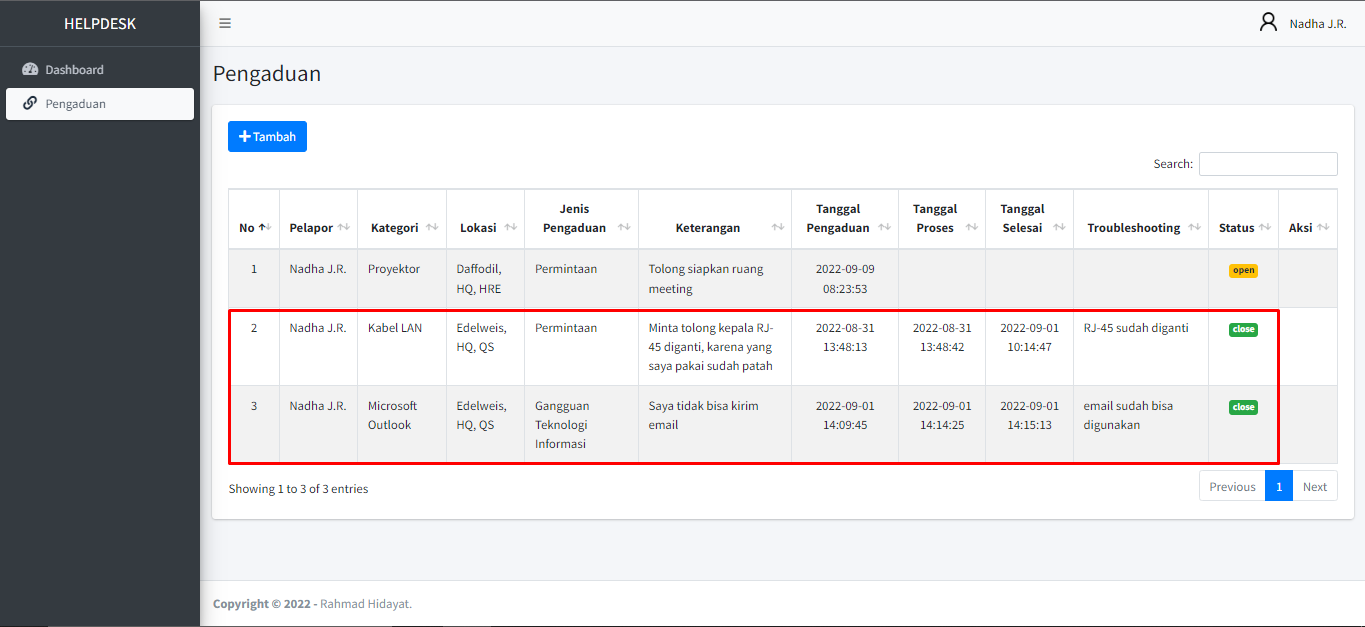 HELPDESK
Nadha J.R.
Dashboard
Pengaduan
Pengaduan
Tambah
Search:
No Pelapor Kategori Lokasi Jenis Pengaduan Keterangan Tanggal Pengaduan Tanggal Proses Tanggal Selesai Troubleshooting Status Aksi
1 Nadha J.R. Proyektor Daffodil, HQ, HRE Permintaan Tolong siapkan ruang meeting 2022-09-09 08:23:53 open
2 Nadha J.R. Kabel LAN Edelweis, HQ, QS Permintaan Minta tolong kepala RJ-45 diganti, karena yang saya pakai sudah patah 2022-08-31 13:48:13 2022-08-31 13:48:42 2022-09-01 10:14:47 RJ-45 sudah diganti close
3 Nadha J.R. Microsoft Outlook Edelweis, HQ, QS Gangguan Teknologi Informasi Saya tidak bisa kirim email 2022-09-01 14:09:45 2022-09-01 14:14:25 2022-09-01 14:15:13 email sudah bisa digunakan close
Showing 1 to 3 of 3 entries
Previous 1 Next
Copyright © 2022 - Rahmad Hidayat.